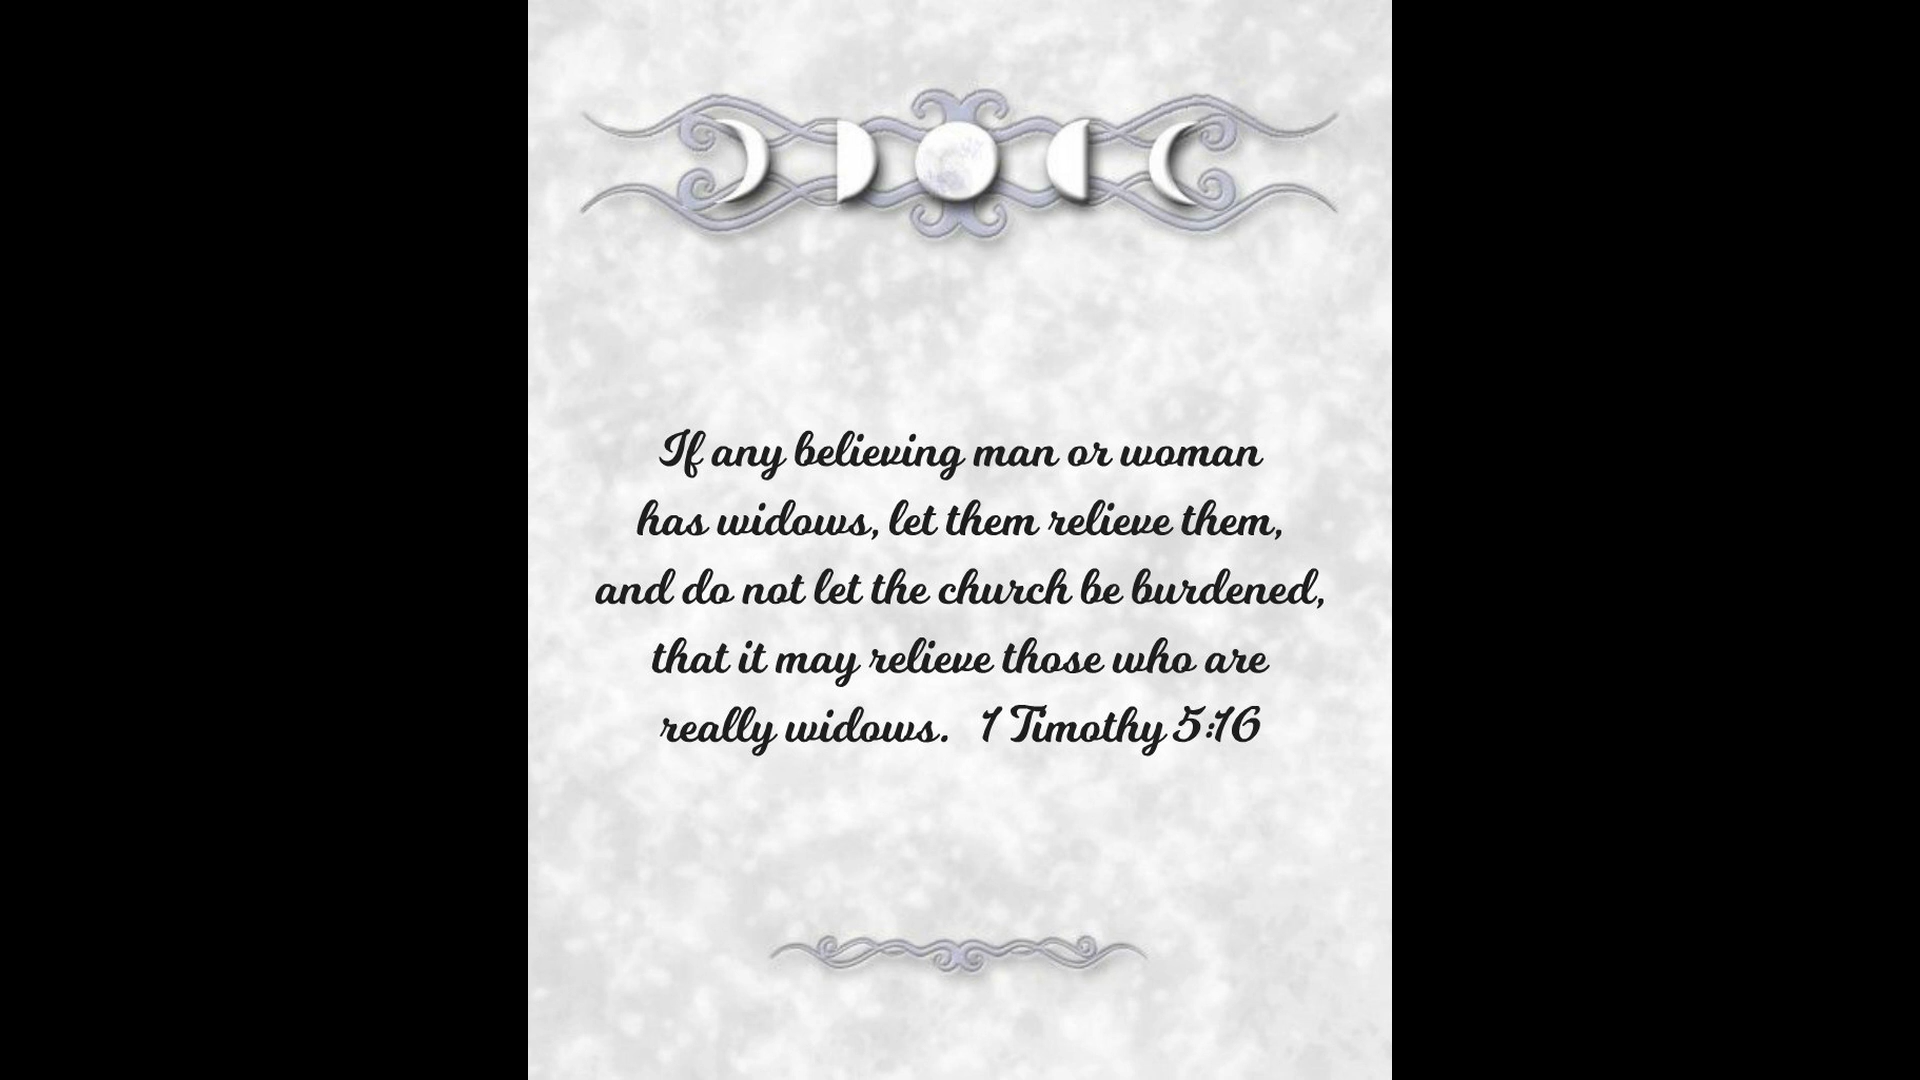 If any believing man or woman
has widows, let them relieve them,
and do not let the church be burdened,
that it may relieve those who are
really widows. 1 Timothy 5:16